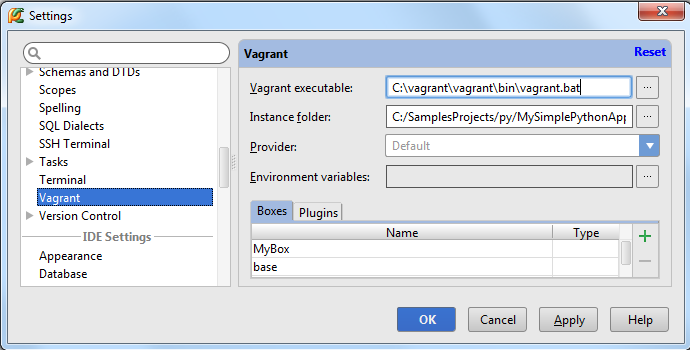 Settings
Vagrant
Reset
Schemas and DTDs
Scopes
Spelling
SQL Dialects
SSH Terminal
Tasks
Terminal
Vagrant
Version Control
IDE Settings
Appearance
Database
Vagrant executable:
C:\vagrant\vagrant\bin\vagrant.bat
...
Instance folder:
C:/SamplesProjects/py/MySimplePythonApp
...
Provider:
Default
Environment variables:
...
Boxes
Plugins
Name
Type
MyBox
base
OK
Cancel
Apply
Help